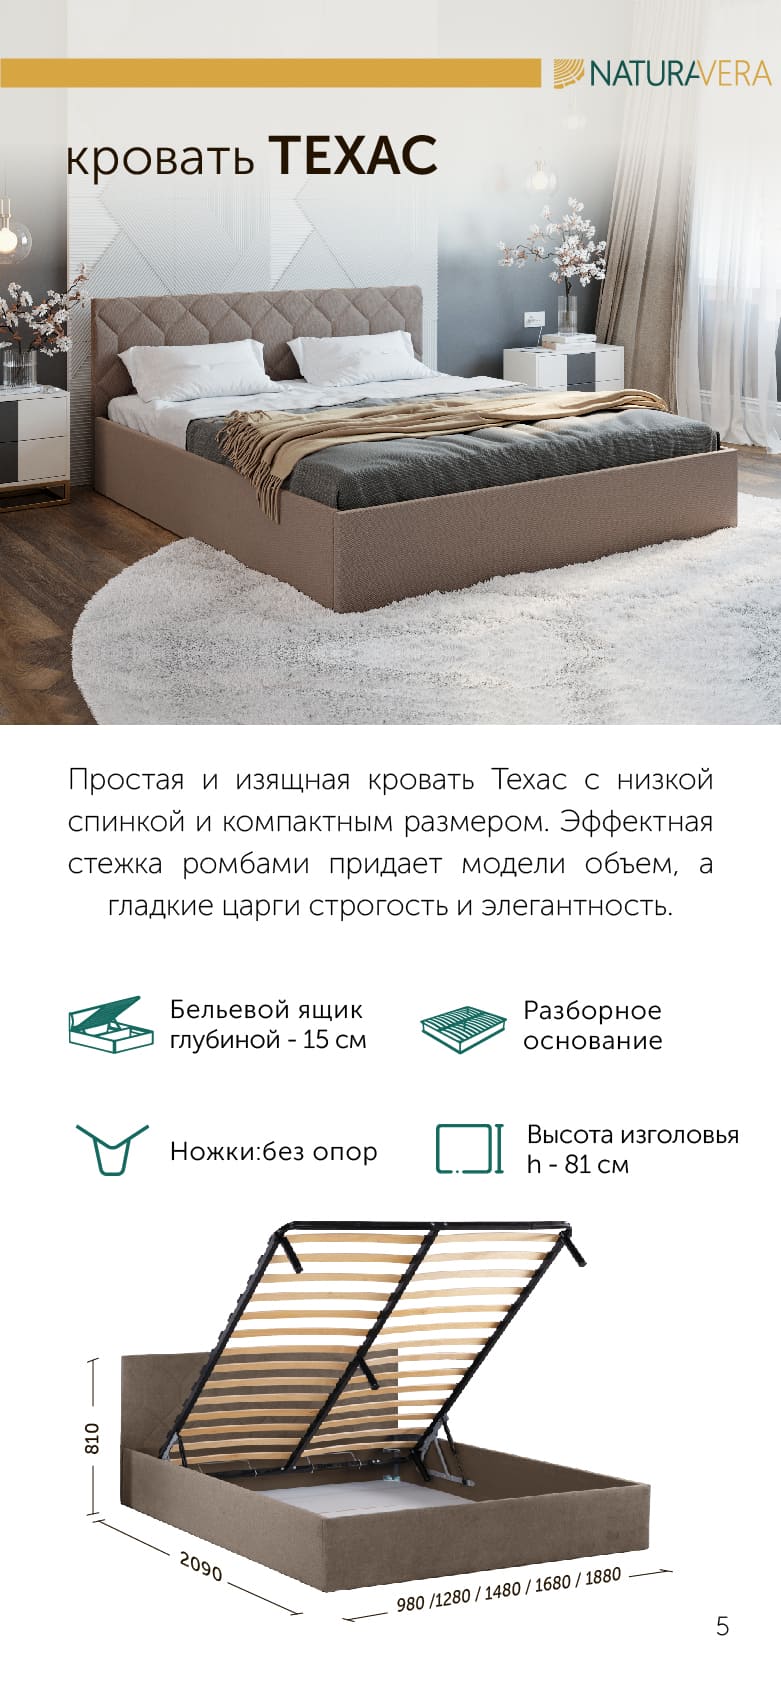 NATURAVERA
кровать ТЕХАС
Простая и изящная кровать Техас с низкой
спинкой и компактным размером. Эффектная
стежка ромбами придает модели объем, а
гладкие царги строгость и элегантность.
Бельевой ящик
глубиной - 15 см
Разборное
основание
Ножки:без опор
Высота изголовья
h - 81 см
810
2090
980 /1280 / 1480 / 1680 / 1880
5